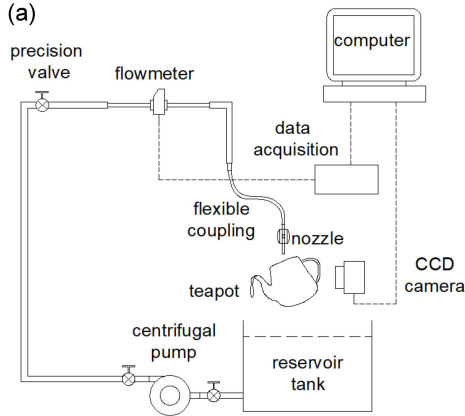 (a)
precision
valve
flowmeter
computer
data
acquisition
flexible
coupling
nozzle
teapot
CCD
camera
centrifugal
pump
reservoir
tank